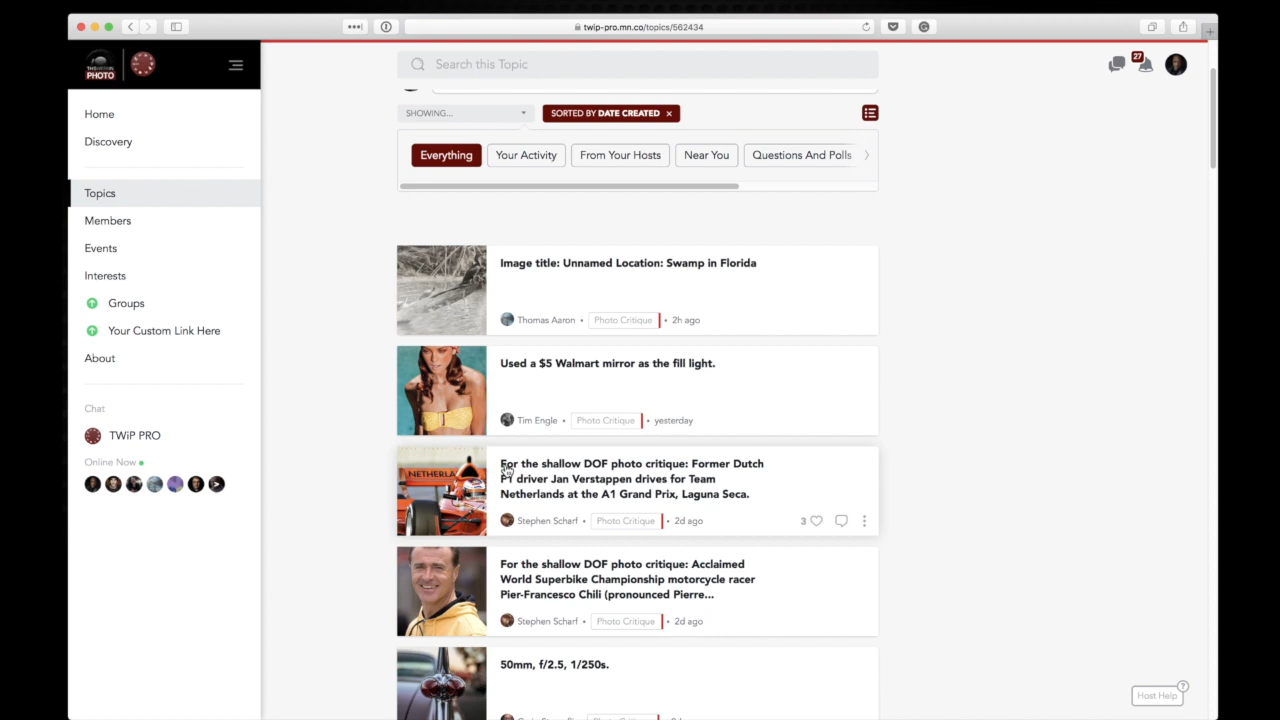 twip-pro.mn.co/topics/562434
THIS WEEK IN
PHOTO
Search this Topic
27
Home
Discovery
Topics
Members
Events
Interests
Groups
Your Custom Link Here
About
Chat
TWiP PRO
Online Now
SHOWING...
SORTED BY DATE CREATED ×
Everything
Your Activity
From Your Hosts
Near You
Questions And Polls
Image title: Unnamed Location: Swamp in Florida
Thomas Aaron • Photo Critique • 2h ago
Used a $5 Walmart mirror as the fill light.
Tim Engle • Photo Critique • yesterday
NETHERLA
For the shallow DOF photo critique: Former Dutch
F1 driver Jan Verstappen drives for Team
Netherlands at the A1 Grand Prix, Laguna Seca.
Stephen Scharf • Photo Critique • 2d ago
3
For the shallow DOF photo critique: Acclaimed
World Superbike Championship motorcycle racer
Pier-Francesco Chili (pronounced Pierre...
Stephen Scharf • Photo Critique • 2d ago
50mm, f/2.5, 1/250s.
Host Help
?